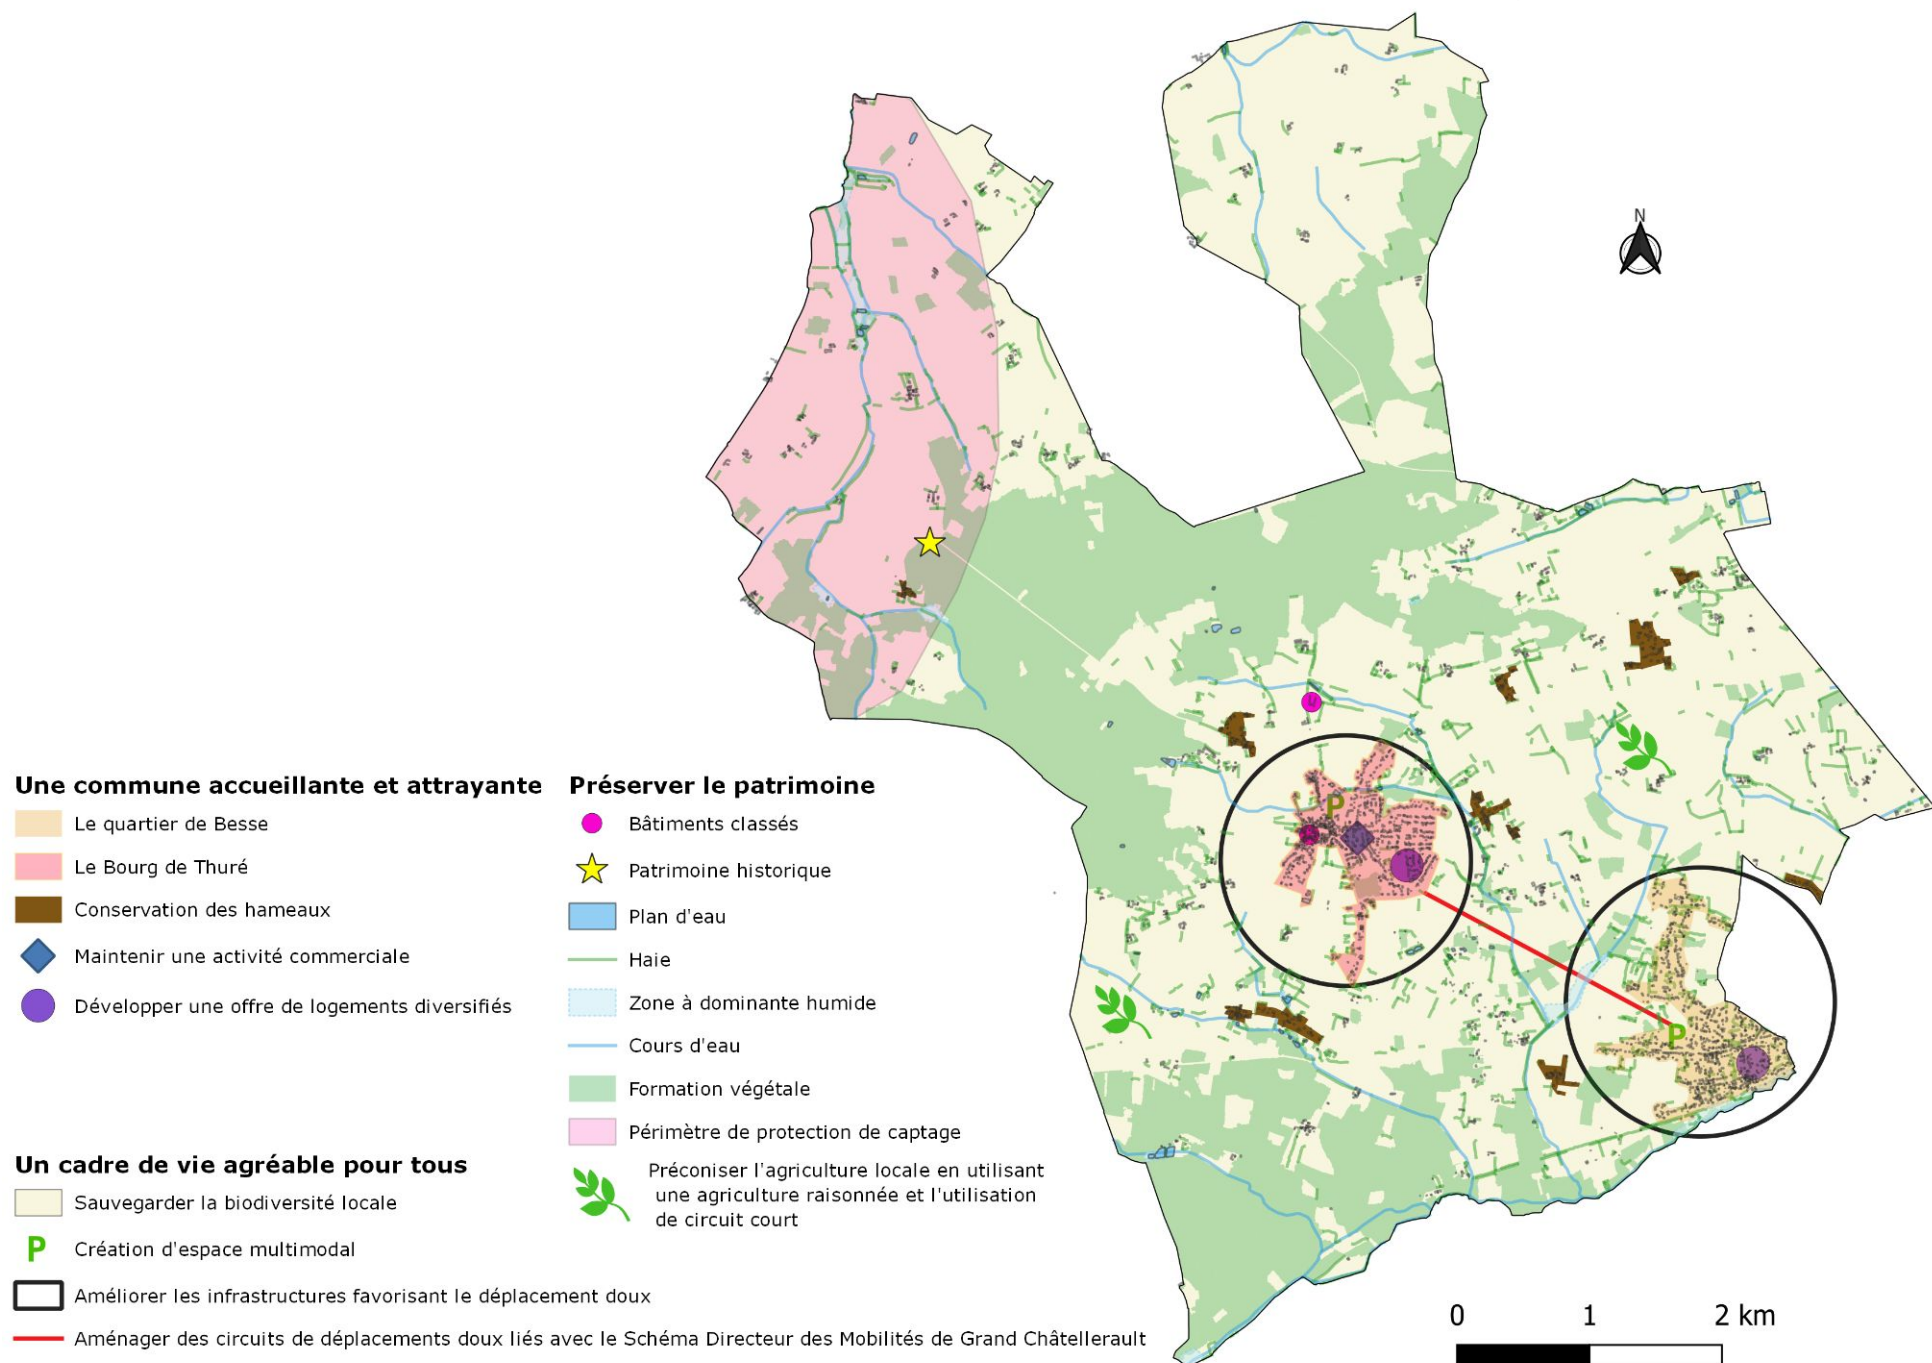 N
Une commune accueillante et attrayante
Le quartier de Besse
Le Bourg de Thuré
Conservation des hameaux
Maintenir une activité commerciale
Développer une offre de logements diversifiés
Préserver le patrimoine
Bâtiments classés
Patrimoine historique
Plan d'eau
Haie
Zone à dominante humide
Cours d'eau
Formation végétale
Périmètre de protection de captage
Préconiser l'agriculture locale en utilisant
une agriculture raisonnée et l'utilisation
de circuit court
Un cadre de vie agréable pour tous
Sauvegarder la biodiversité locale
P Création d'espace multimodal
Améliorer les infrastructures favorisant le déplacement doux
Aménager des circuits de déplacements doux liés avec le Schéma Directeur des Mobilités de Grand Châtellerault
P
P
0 1 2 km